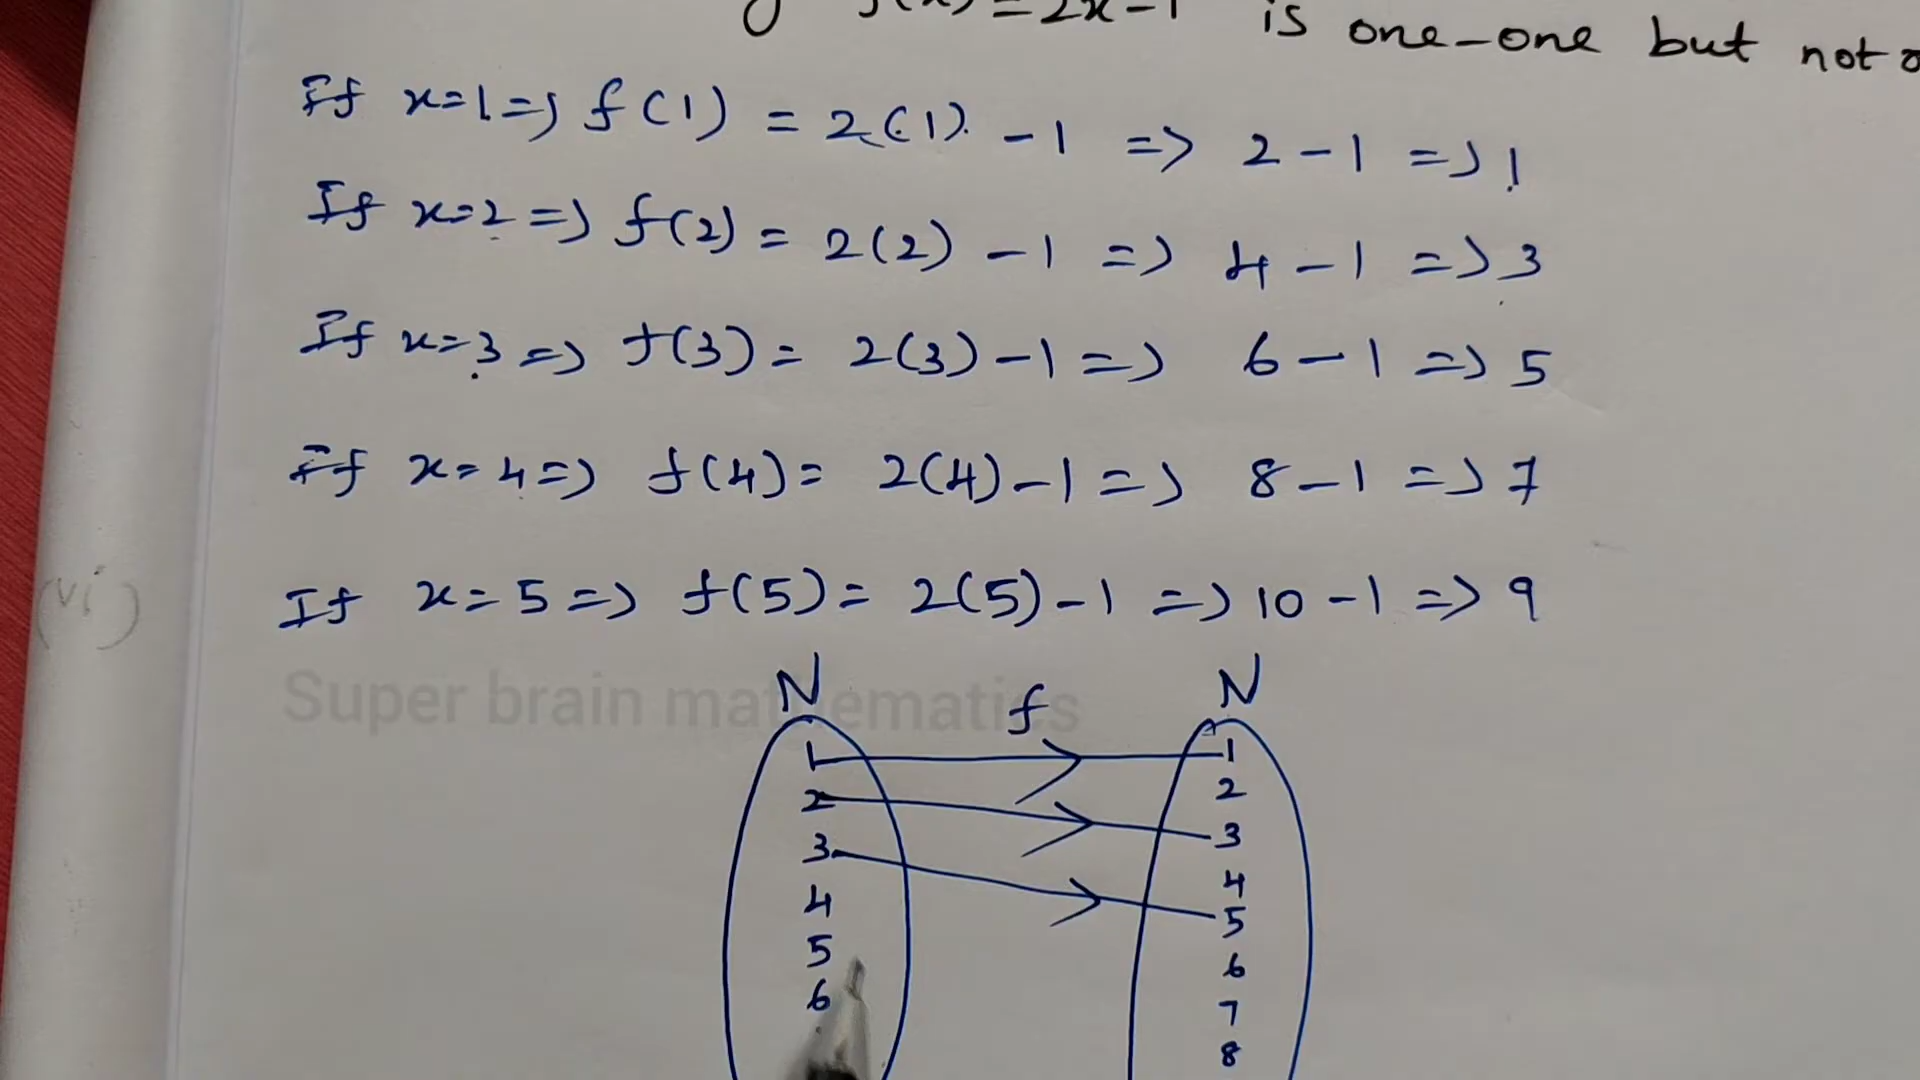 f(x) = 2x-1 is one-one but not
If x=1 => f(1) = 2(1) - 1 => 2-1 => 1
If x=2 => f(2) = 2(2) - 1 => 4-1 => 3
If x=3 => f(3) = 2(3)-1 => 6-1 => 5
If x=4 => f(4) = 2(4)-1 => 8-1 => 7
If x=5 => f(5) = 2(5)-1 => 10-1 => 9
(vi)
Super brain mathematics
N f N
1 1
2 2
3 3
4 4
5 5
6 6
7
8